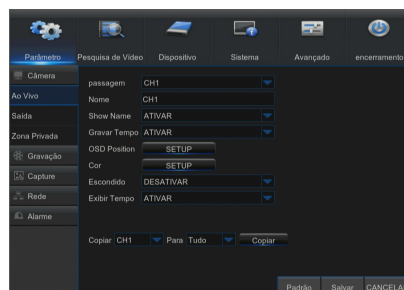 Parâmetro Pesquisa de Vídeo Dispositivo Sistema Avançado encerramento
Câmera
Ao Vivo
Saída
Zona Privada
Gravação
Capture
Rede
Alarme
passagem CH1
Nome CH1
Show Name ATIVAR
Gravar Tempo ATIVAR
OSD Position SETUP
Cor SETUP
Escondido DESATIVAR
Exibir Tempo ATIVAR
Copiar CH1 Para Tudo Copiar
Padrão Salvar CANCELA